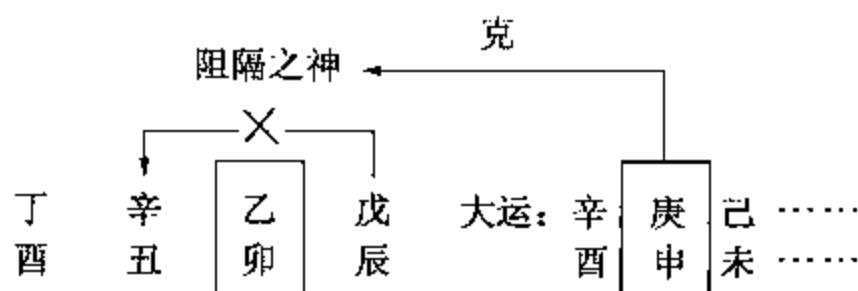 克
阻隔之神
丁 辛 乙 戊 大运：辛 庚 己 ……
酉 丑 卯 辰 酉 申 未 ……